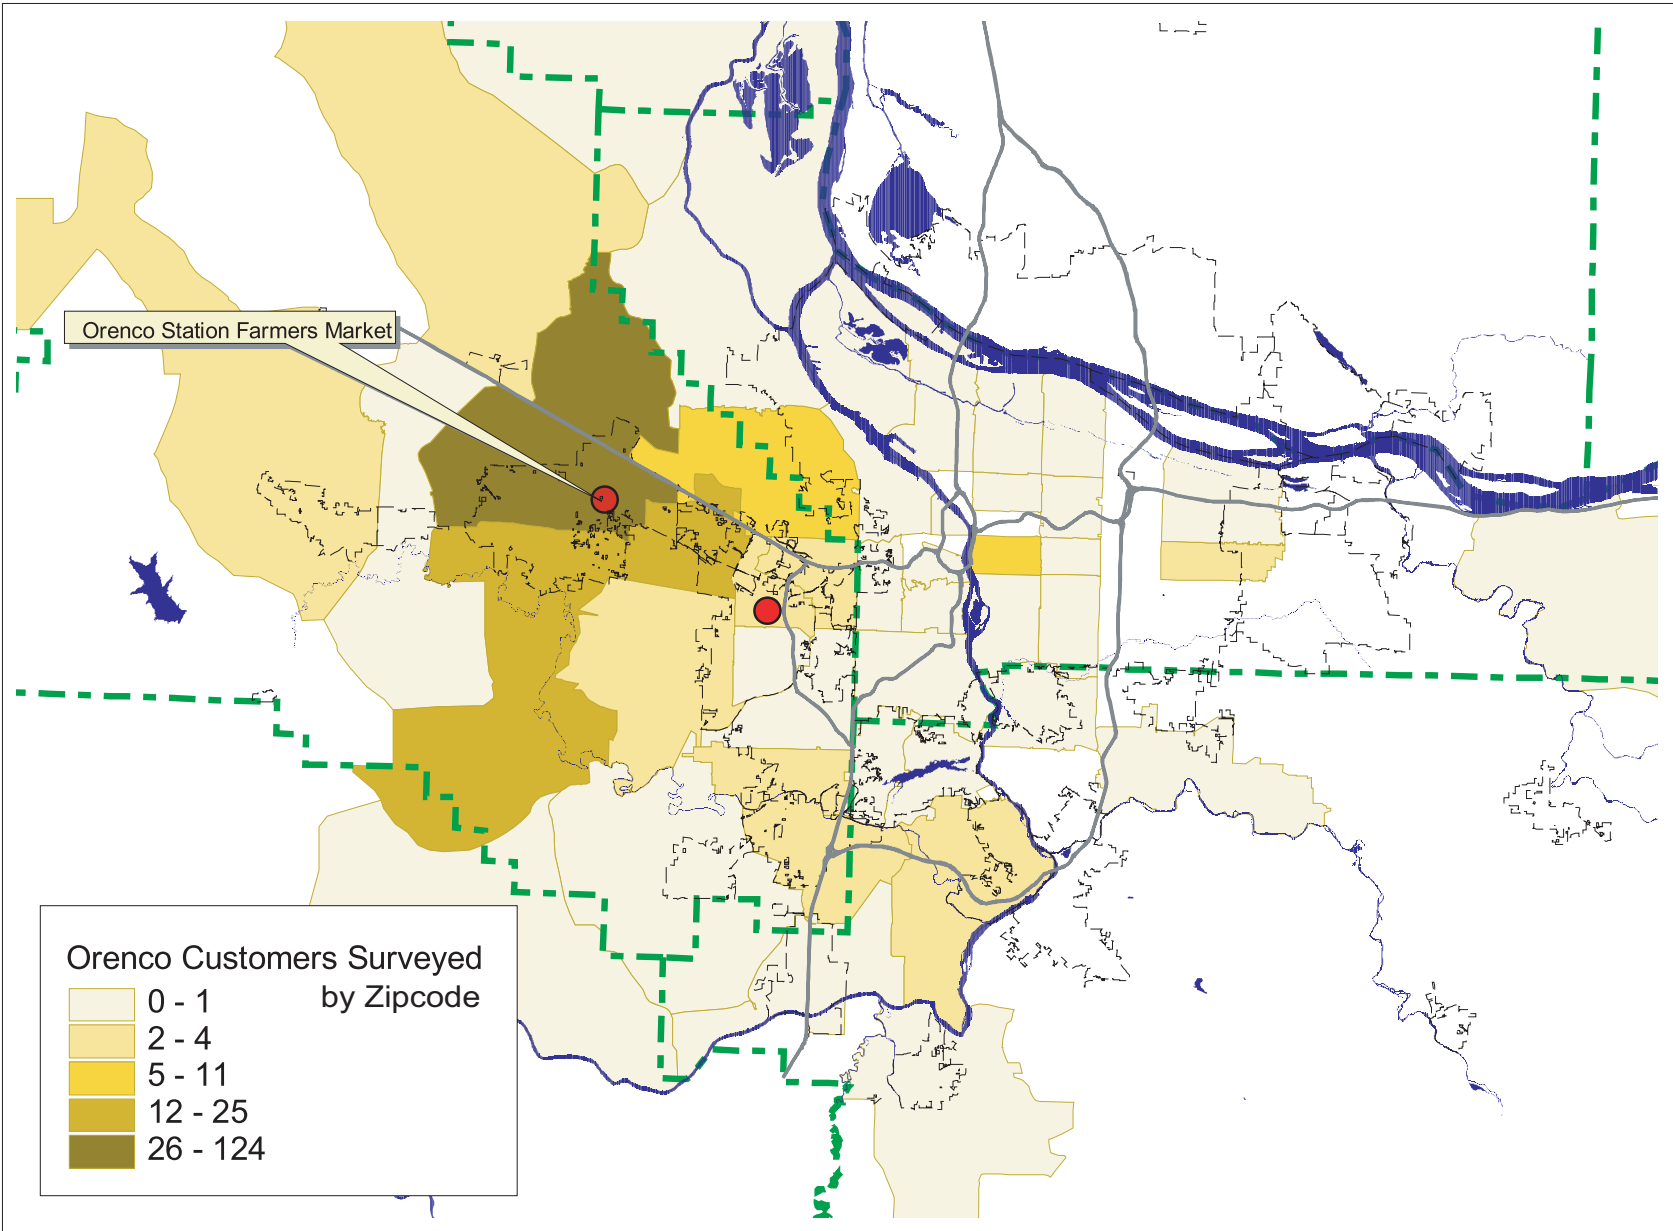 Orenco Station Farmers Market
Orenco Customers Surveyed
by Zipcode
0 - 1
2 - 4
5 - 11
12 - 25
26 - 124